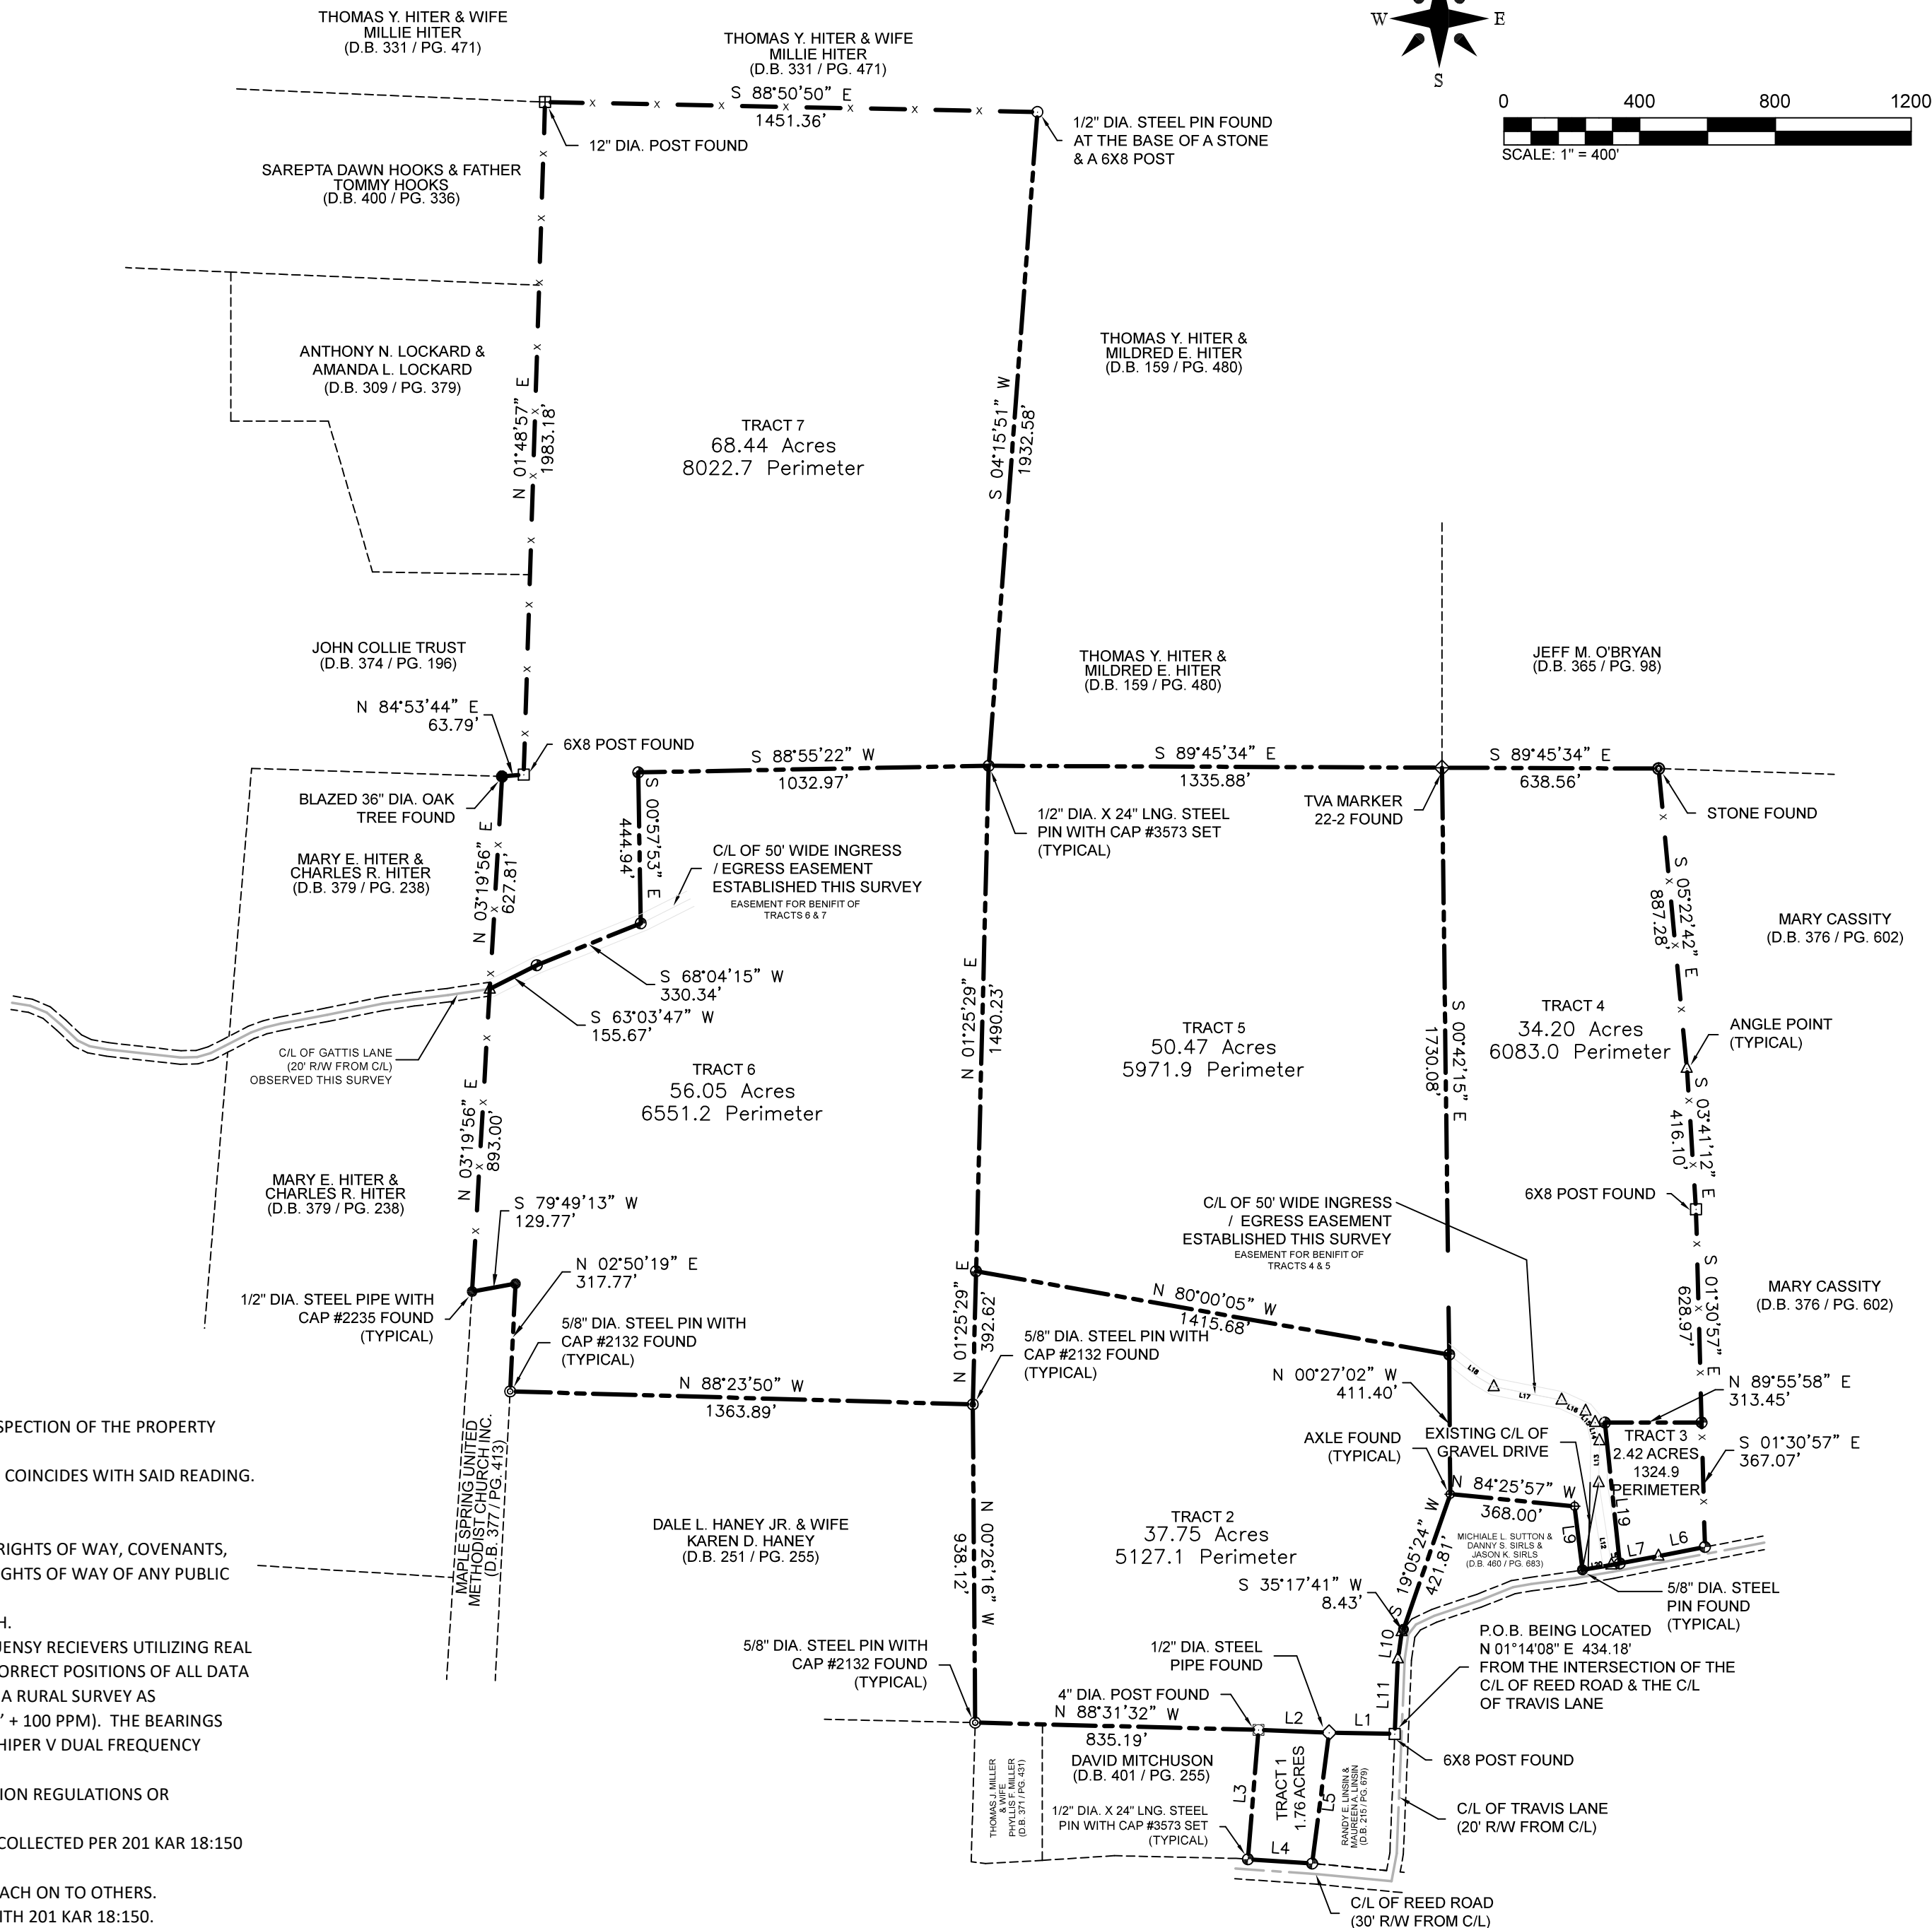 THOMAS Y. HITER & WIFE
MILLIE HITER
(D.B. 331 / PG. 471)
THOMAS Y. HITER & WIFE
MILLIE HITER
(D.B. 331 / PG. 471)
S 88°50'50” E
1451.36’
W
E
S
0
400
800
1200
SCALE: 1" = 400'
12" DIA. POST FOUND
1/2" DIA. STEEL PIN FOUND
AT THE BASE OF A STONE
& A 6X8 POST
SAREPTA DAWN HOOKS & FATHER
TOMMY HOOKS
(D.B. 400 / PG. 336)
ANTHONY N. LOCKARD &
AMANDA L. LOCKARD
(D.B. 309 / PG. 379)
N 01°48’57” E
1983.18’
TRACT 7
68.44 Acres
8022.7 Perimeter
S 04°15’51” W
1932.58’
THOMAS Y. HITER &
MILDRED E. HITER
(D.B. 159 / PG. 480)
JOHN COLLIE TRUST
(D.B. 374 / PG. 196)
THOMAS Y. HITER &
MILDRED E. HITER
(D.B. 159 / PG. 480)
JEFF M. O'BRYAN
(D.B. 365 / PG. 98)
N 84°53’44” E
63.79’
6X8 POST FOUND
S 88°55’22” W
1032.97’
S 89°45’34” E
1335.88’
S 89°45’34” E
638.56’
BLAZED 36" DIA. OAK
TREE FOUND
1/2" DIA. X 24" LNG. STEEL
PIN WITH CAP #3573 SET
(TYPICAL)
TVA MARKER
22-2 FOUND
STONE FOUND
MARY E. HITER &
CHARLES R. HITER
(D.B. 379 / PG. 238)
N 03°19’56” E
627.81’
S 00°57’53” E
444.94’
C/L OF 50' WIDE INGRESS
/ EGRESS EASEMENT
ESTABLISHED THIS SURVEY
EASEMENT FOR BENIFIT OF
TRACTS 6 & 7
S 05°22’42” E
887.28’
MARY CASSITY
(D.B. 376 / PG. 602)
S 68°04’15” W
330.34’
S 63°03’47” W
155.67’
C/L OF GATTIS LANE
(20' R/W FROM C/L)
OBSERVED THIS SURVEY
TRACT 6
56.05 Acres
6551.2 Perimeter
N 01°25’29” E
1490.23’
TRACT 5
50.47 Acres
5971.9 Perimeter
S 00°42’15” E
1730.08’
TRACT 4
34.20 Acres
6083.0 Perimeter
ANGLE POINT
(TYPICAL)
S 03°41’12” E
416.10’
N 03°19’56” E
893.00’
MARY E. HITER &
CHARLES R. HITER
(D.B. 379 / PG. 238)
S 79°49’13” W
129.77’
N 02°50’19” E
317.77’
C/L OF 50' WIDE INGRESS
/ EGRESS EASEMENT
ESTABLISHED THIS SURVEY
EASEMENT FOR BENIFIT OF
TRACTS 4 & 5
6X8 POST FOUND
S 01°30’57” E
628.97’
MARY CASSITY
(D.B. 376 / PG. 602)
1/2" DIA. STEEL PIPE WITH
CAP #2235 FOUND
(TYPICAL)
5/8" DIA. STEEL PIN WITH
CAP #2132 FOUND
(TYPICAL)
N 01°25’29” E
392.62’
N 80°00’05” W
1415.68’
5/8" DIA. STEEL PIN WITH
CAP #2132 FOUND
(TYPICAL)
N 88°23’50” W
1363.89’
N 00°27’02” W
411.40’
L18
L17
L16
L15
L14
L13
N 89°55’58” E
313.45’
SPECTION OF THE PROPERTY
COINCIDES WITH SAID READING.
MAPLE SPRING UNITED
METHODIST CHURCH INC.
(D.B. 377 / PG. 413)
AXLE FOUND
(TYPICAL)
EXISTING C/L OF
GRAVEL DRIVE
TRACT 3
2.42 ACRES
1324.9
PERIMETER
S 01°30’57” E
367.07’
N 84°25’57” W
368.00’
RIGHTS OF WAY, COVENANTS,
GHTS OF WAY OF ANY PUBLIC
DALE L. HANEY JR. & WIFE
KAREN D. HANEY
(D.B. 251 / PG. 255)
N 00°26’16” W
938.12’
TRACT 2
37.75 Acres
5127.1 Perimeter
S 19°05’24” W
421.81’
MICHIALE L. SUTTON &
DANNY S. SIRLS &
JASON K. SIRLS
(D.B. 460 / PG. 683)
L9
L12
L19
L7
L6
L20
S 35°17’41” W
8.43’
5/8" DIA. STEEL
PIN FOUND
(TYPICAL)
H.
UENSY RECIEVERS UTILIZING REAL
ORRECT POSITIONS OF ALL DATA
A RURAL SURVEY AS
’ + 100 PPM). THE BEARINGS
HIPER V DUAL FREQUENCY
5/8" DIA. STEEL PIN WITH
CAP #2132 FOUND
(TYPICAL)
1/2" DIA. STEEL
PIPE FOUND
L10
L11
P.O.B. BEING LOCATED
N 01°14'08" E 434.18'
FROM THE INTERSECTION OF THE
C/L OF REED ROAD & THE C/L
OF TRAVIS LANE
4" DIA. POST FOUND
N 88°31’32” W
835.19’
L2
L1
6X8 POST FOUND
ION REGULATIONS OR
COLLECTED PER 201 KAR 18:150
THOMAS J. MILLER
& WIFE
PHYLLIS F. MILLER
(D.B. 371 / PG. 431)
DAVID MITCHUSON
(D.B. 401 / PG. 255)
L3
TRACT 1
1.76 ACRES
L5
RANDY E. LINSIN &
MAUREEN A. LINSIN
(D.B. 215 / PG. 679)
C/L OF TRAVIS LANE
(20' R/W FROM C/L)
1/2" DIA. X 24" LNG. STEEL
PIN WITH CAP #3573 SET
(TYPICAL)
L4
ACH ON TO OTHERS.
ITH 201 KAR 18:150.
C/L OF REED ROAD
(30' R/W FROM C/L)